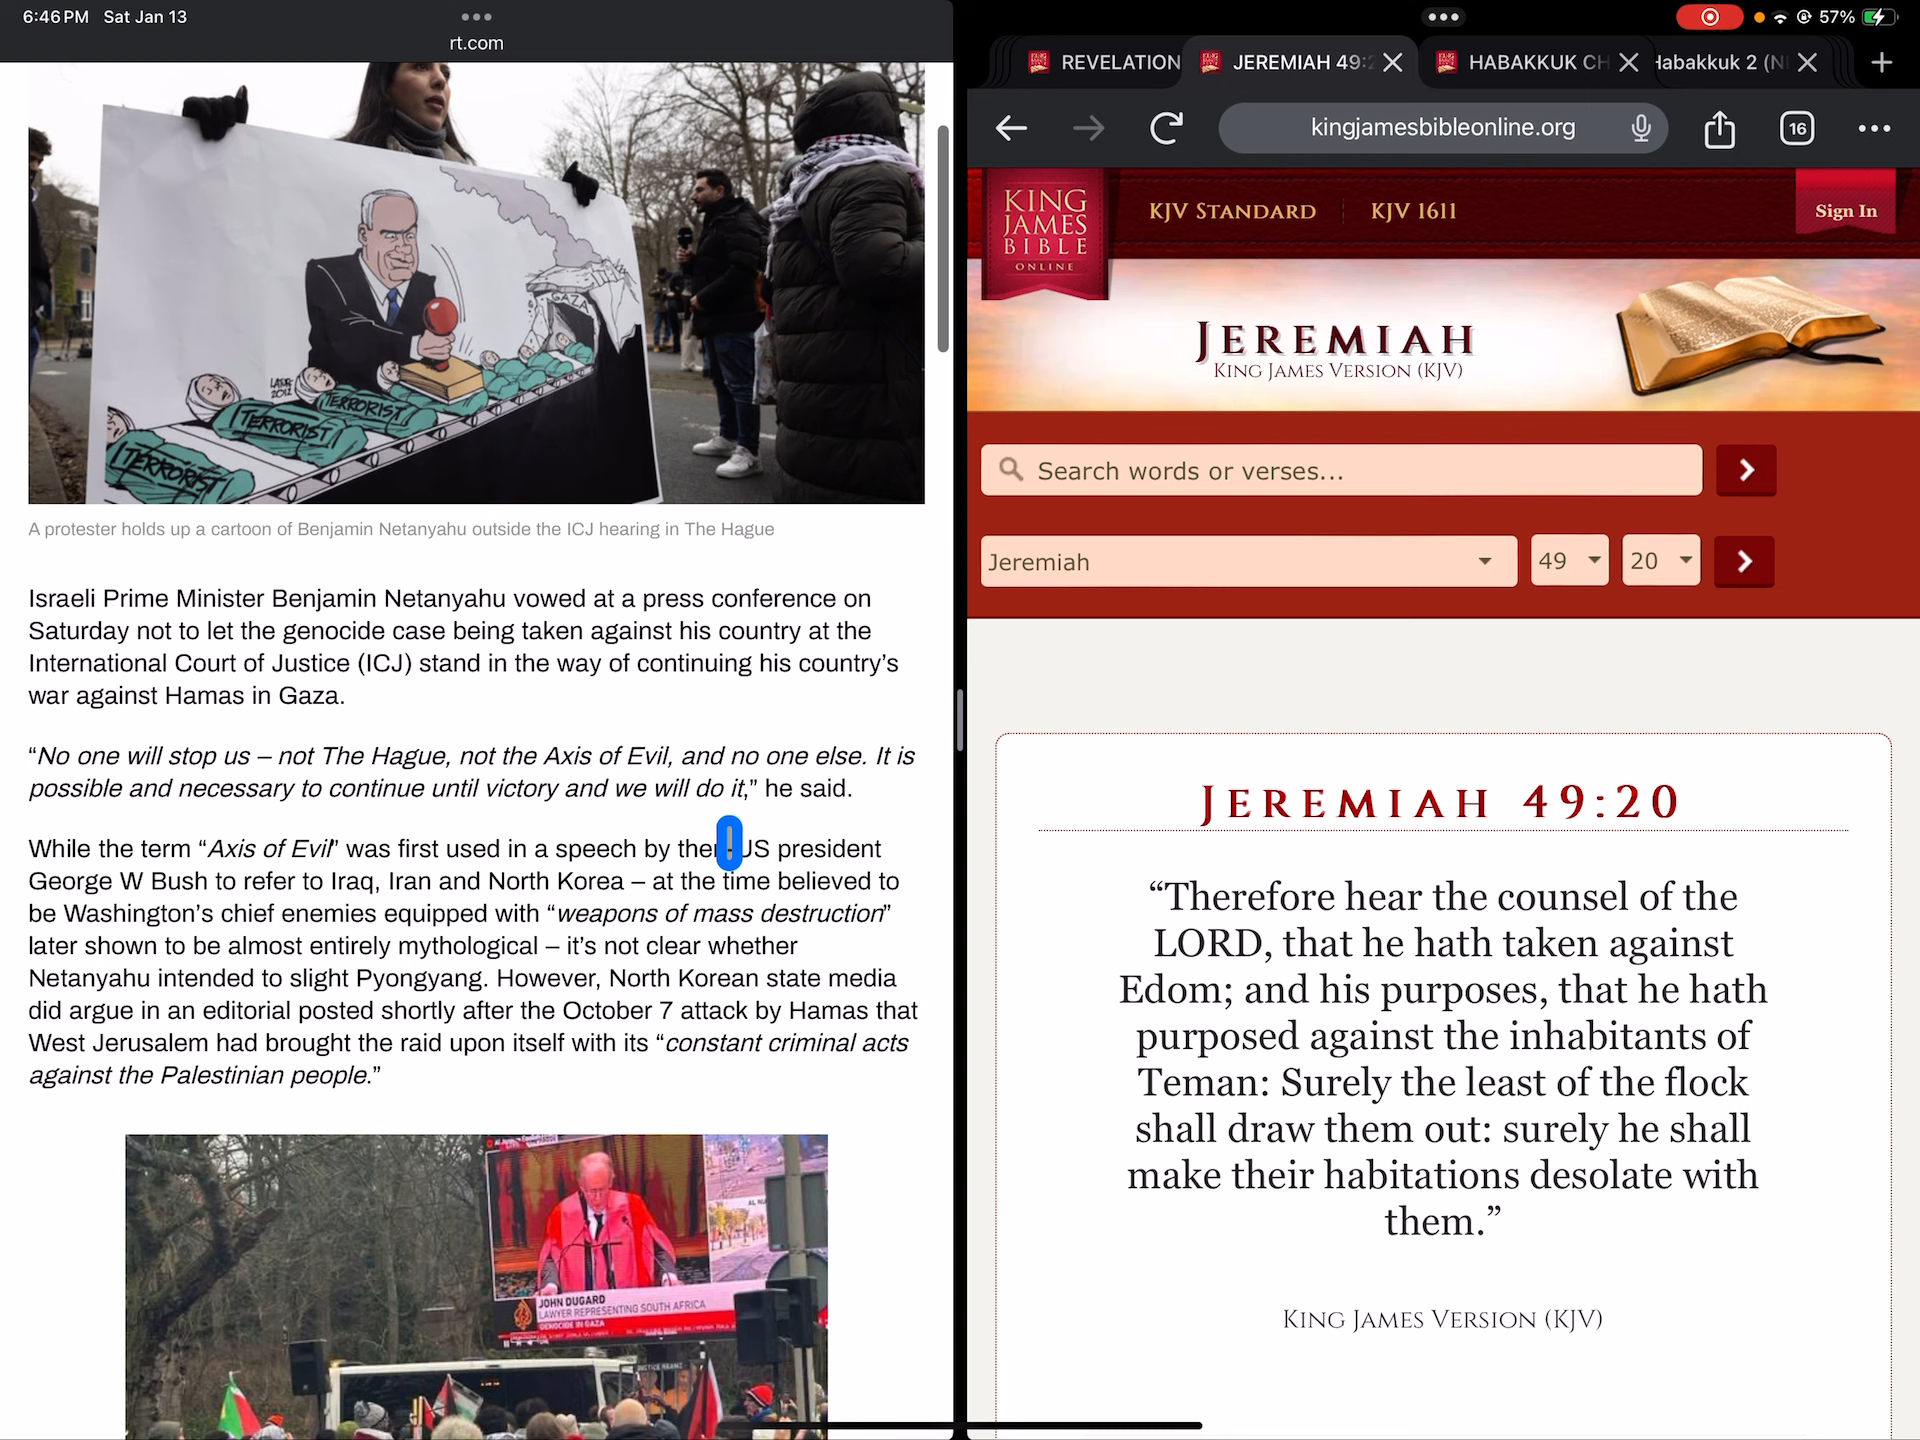 6:46 PM Sat Jan 13
rt.com
GAZA
LATUFF
2012
TERRORIST
TERRORIST
TERRORIST
A protester holds up a cartoon of Benjamin Netanyahu outside the ICJ hearing in The Hague
Israeli Prime Minister Benjamin Netanyahu vowed at a press conference on
Saturday not to let the genocide case being taken against his country at the
International Court of Justice (ICJ) stand in the way of continuing his country’s
war against Hamas in Gaza.
“No one will stop us – not The Hague, not the Axis of Evil, and no one else. It is
possible and necessary to continue until victory and we will do it,” he said.
While the term “Axis of Evil” was first used in a speech by then-US president
George W Bush to refer to Iraq, Iran and North Korea – at the time believed to
be Washington’s chief enemies equipped with “weapons of mass destruction”
later shown to be almost entirely mythological – it’s not clear whether
Netanyahu intended to slight Pyongyang. However, North Korean state media
did argue in an editorial posted shortly after the October 7 attack by Hamas that
West Jerusalem had brought the raid upon itself with its “constant criminal acts
against the Palestinian people.”
JOHN DUGARD
LAWYER REPRESENTING SOUTH AFRICA
GENOCIDE IN GAZA
57%
REVELATION
JEREMIAH 49:2
HABAKKUK CH
Habakkuk 2 (N
kingjamesbibleonline.org
16
KING
JAMES
BIBLE
ONLINE
KJV STANDARD
KJV 1611
Sign In
JEREMIAH
KING JAMES VERSION (KJV)
Search words or verses...
Jeremiah
49
20
JEREMIAH 49:20
“Therefore hear the counsel of the
LORD, that he hath taken against
Edom; and his purposes, that he hath
purposed against the inhabitants of
Teman: Surely the least of the flock
shall draw them out: surely he shall
make their habitations desolate with
them.”
KING JAMES VERSION (KJV)